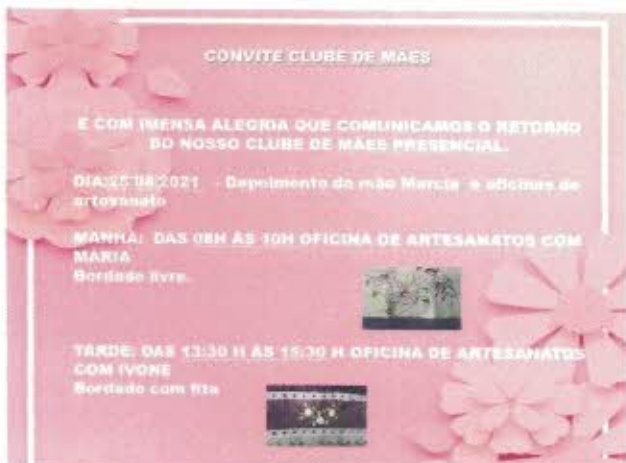 CONVITE CLUBE DE MÃES
É COM IMENSA ALEGRIA QUE COMUNICAMOS O RETORNO
DO NOSSO CLUBE DE MÃES PRESENCIAL.
DIA:25/08/2021 - Depoimento da mãe Marcia e oficinas de
artesanato
MANHÃ: DAS 08H ÀS 10H OFICINA DE ARTESANATOS COM
MARIA
Bordado livre.
TARDE: DAS 13:30 H ÀS 15:30 H OFICINA DE ARTESANATOS
COM IVONE
Bordado com fita